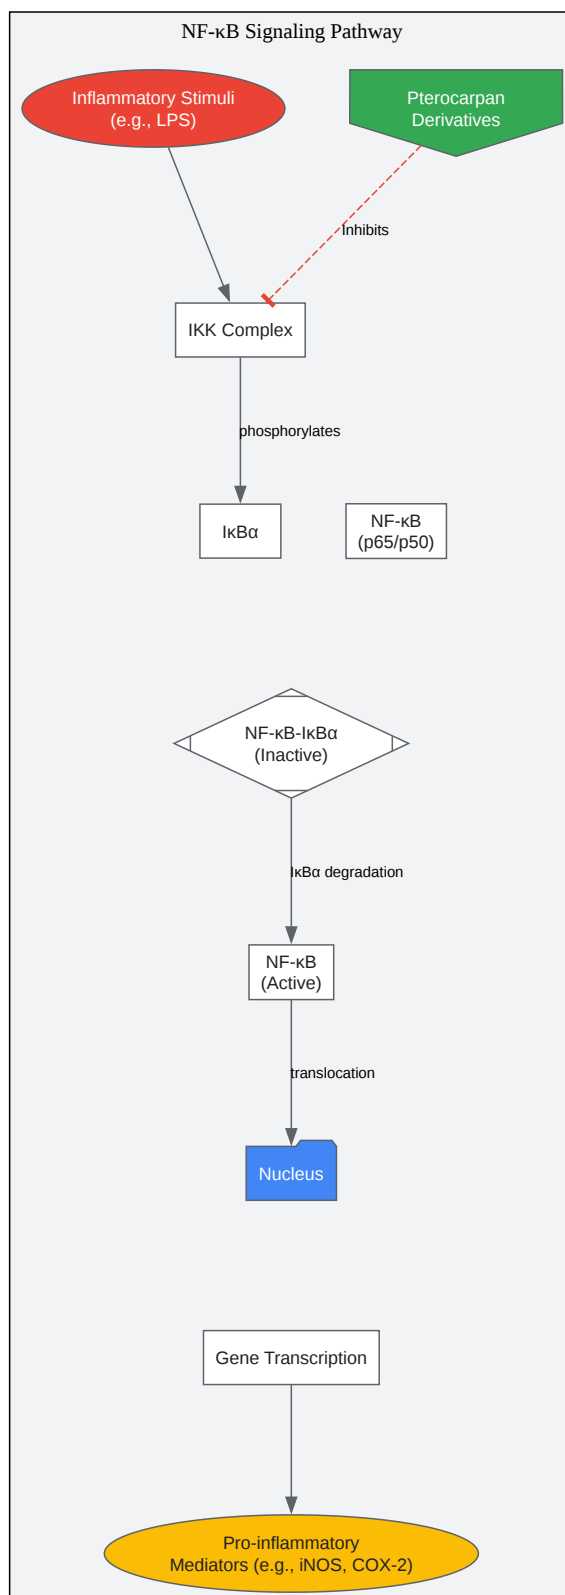 NF-κB Signaling Pathway
Inflammatory Stimuli
(e.g., LPS)
Pterocarpan
Derivatives
Inhibits
IKK Complex
phosphorylates
IκBα
NF-κB
(p65/p50)
NF-κB-IκBα
(Inactive)
IκBα degradation
NF-κB
(Active)
translocation
Nucleus
Gene Transcription
Pro-inflammatory
Mediators (e.g., iNOS, COX-2)